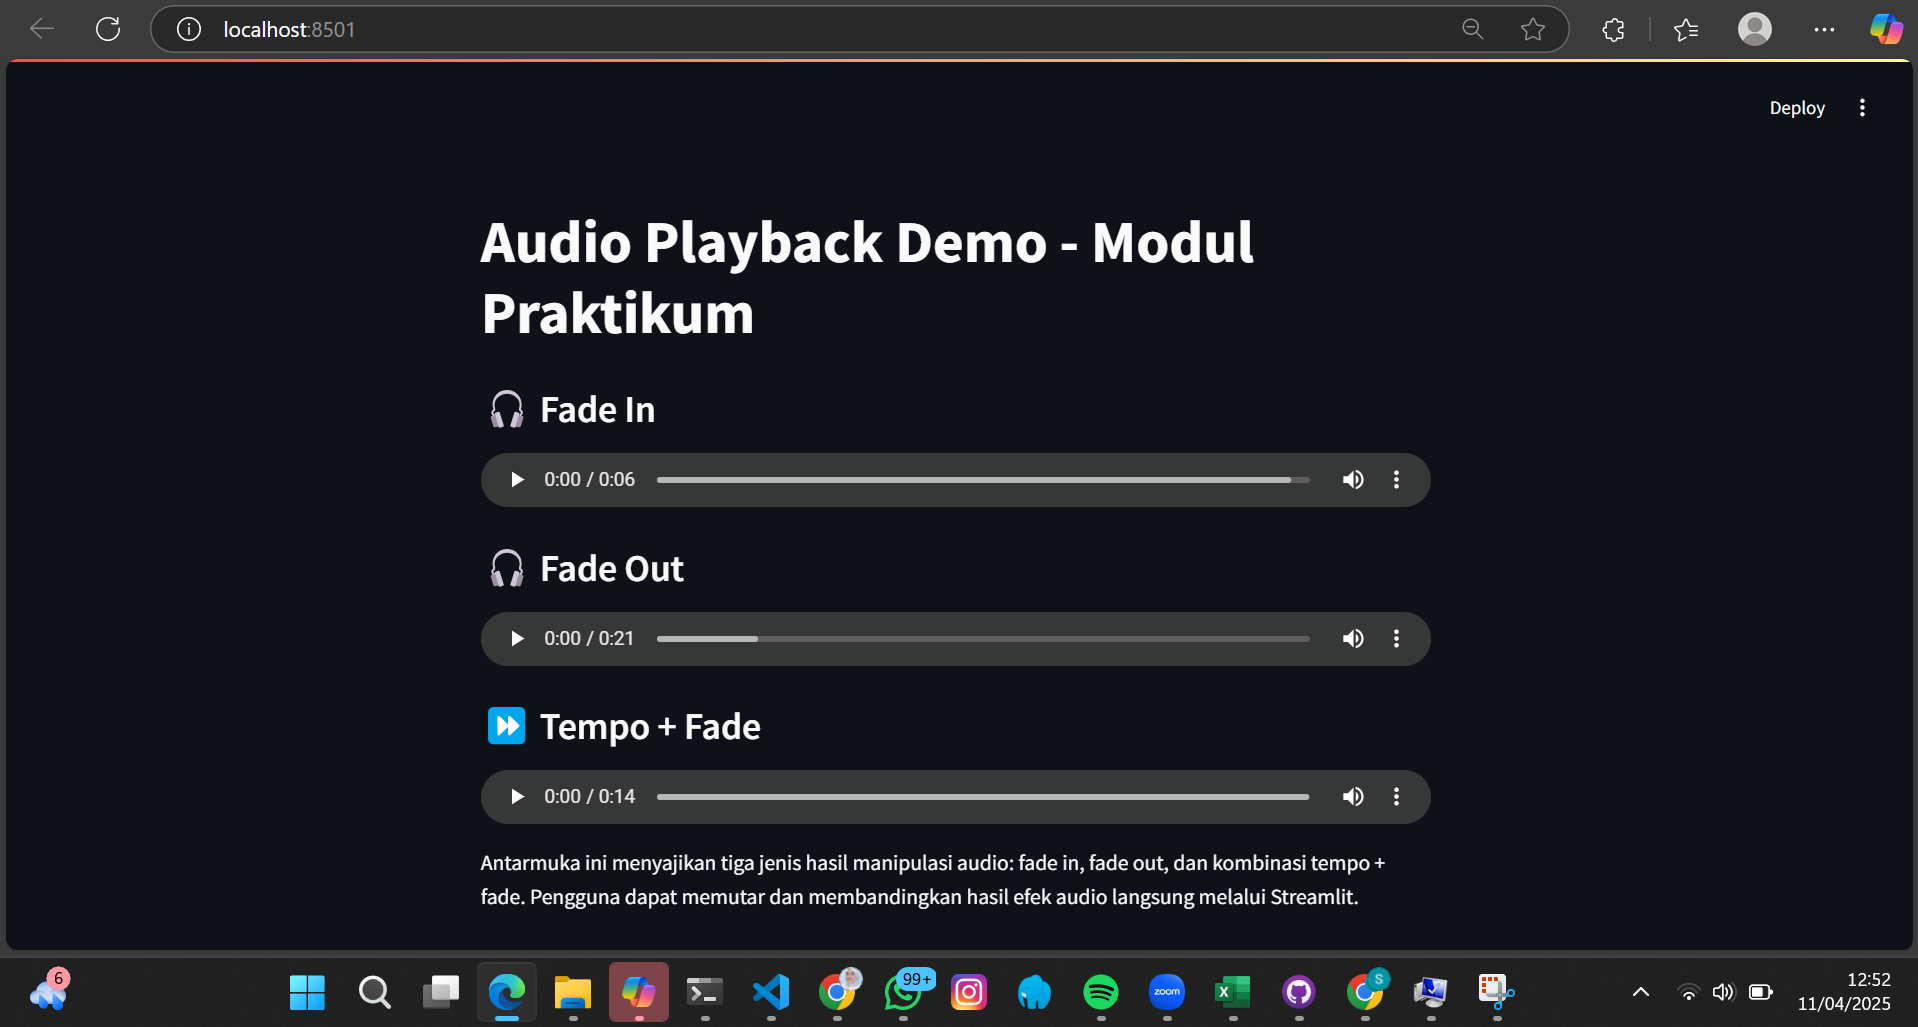 localhost:8501
Deploy
Audio Playback Demo - Modul
Praktikum
Fade In
0:00 / 0:06
Fade Out
0:00 / 0:21
Tempo + Fade
0:00 / 0:14
Antarmuka ini menyajikan tiga jenis hasil manipulasi audio: fade in, fade out, dan kombinasi tempo +
fade. Pengguna dapat memutar dan membandingkan hasil efek audio langsung melalui Streamlit.
6
99+
zoom
X
S
12:52
11/04/2025